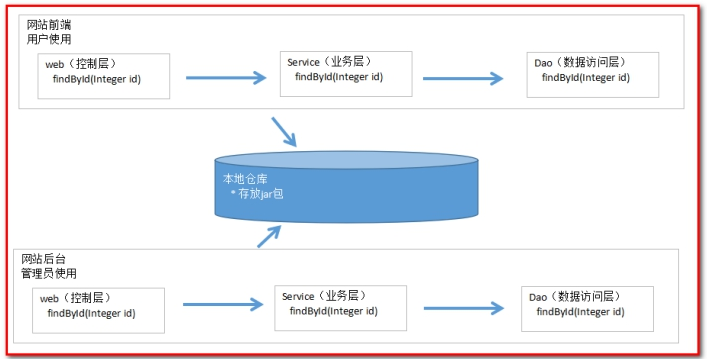 网站前端
用户使用
web（控制层）
findById(Integer id)
Service（业务层）
findById(Integer id)
Dao（数据访问层）
findById(Integer id)
本地仓库
* 存放jar包
网站后台
管理员使用
web（控制层）
findById(Integer id)
Service（业务层）
findById(Integer id)
Dao（数据访问层）
findById(Integer id)